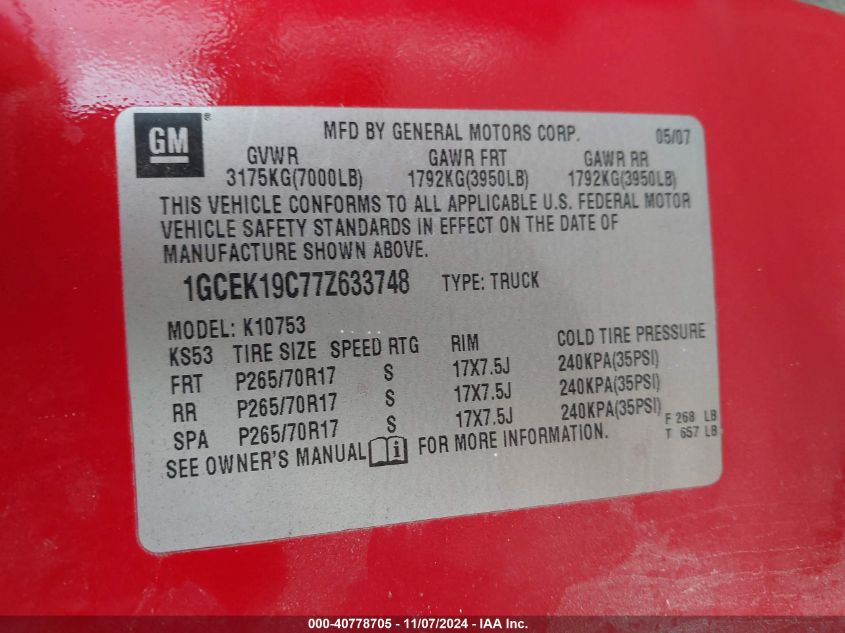 GM ® MFD BY GENERAL MOTORS CORP. 05/07
GVWR GAWR FRT GAWR RR
3175KG(7000LB) 1792KG(3950LB) 1792KG(3950LB)
THIS VEHICLE CONFORMS TO ALL APPLICABLE U.S. FEDERAL MOTOR
VEHICLE SAFETY STANDARDS IN EFFECT ON THE DATE OF
MANUFACTURE SHOWN ABOVE.
1GCEK19C77Z633748 TYPE: TRUCK
MODEL: K10753
KS53 TIRE SIZE SPEED RTG RIM COLD TIRE PRESSURE
FRT P265/70R17 S 17X7.5J 240KPA(35PSI)
RR P265/70R17 S 17X7.5J 240KPA(35PSI)
SPA P265/70R17 S 17X7.5J 240KPA(35PSI) F 268 LB
T 657 LB
SEE OWNER'S MANUAL i FOR MORE INFORMATION.
000-40778705 - 11/07/2024 - IAA Inc.